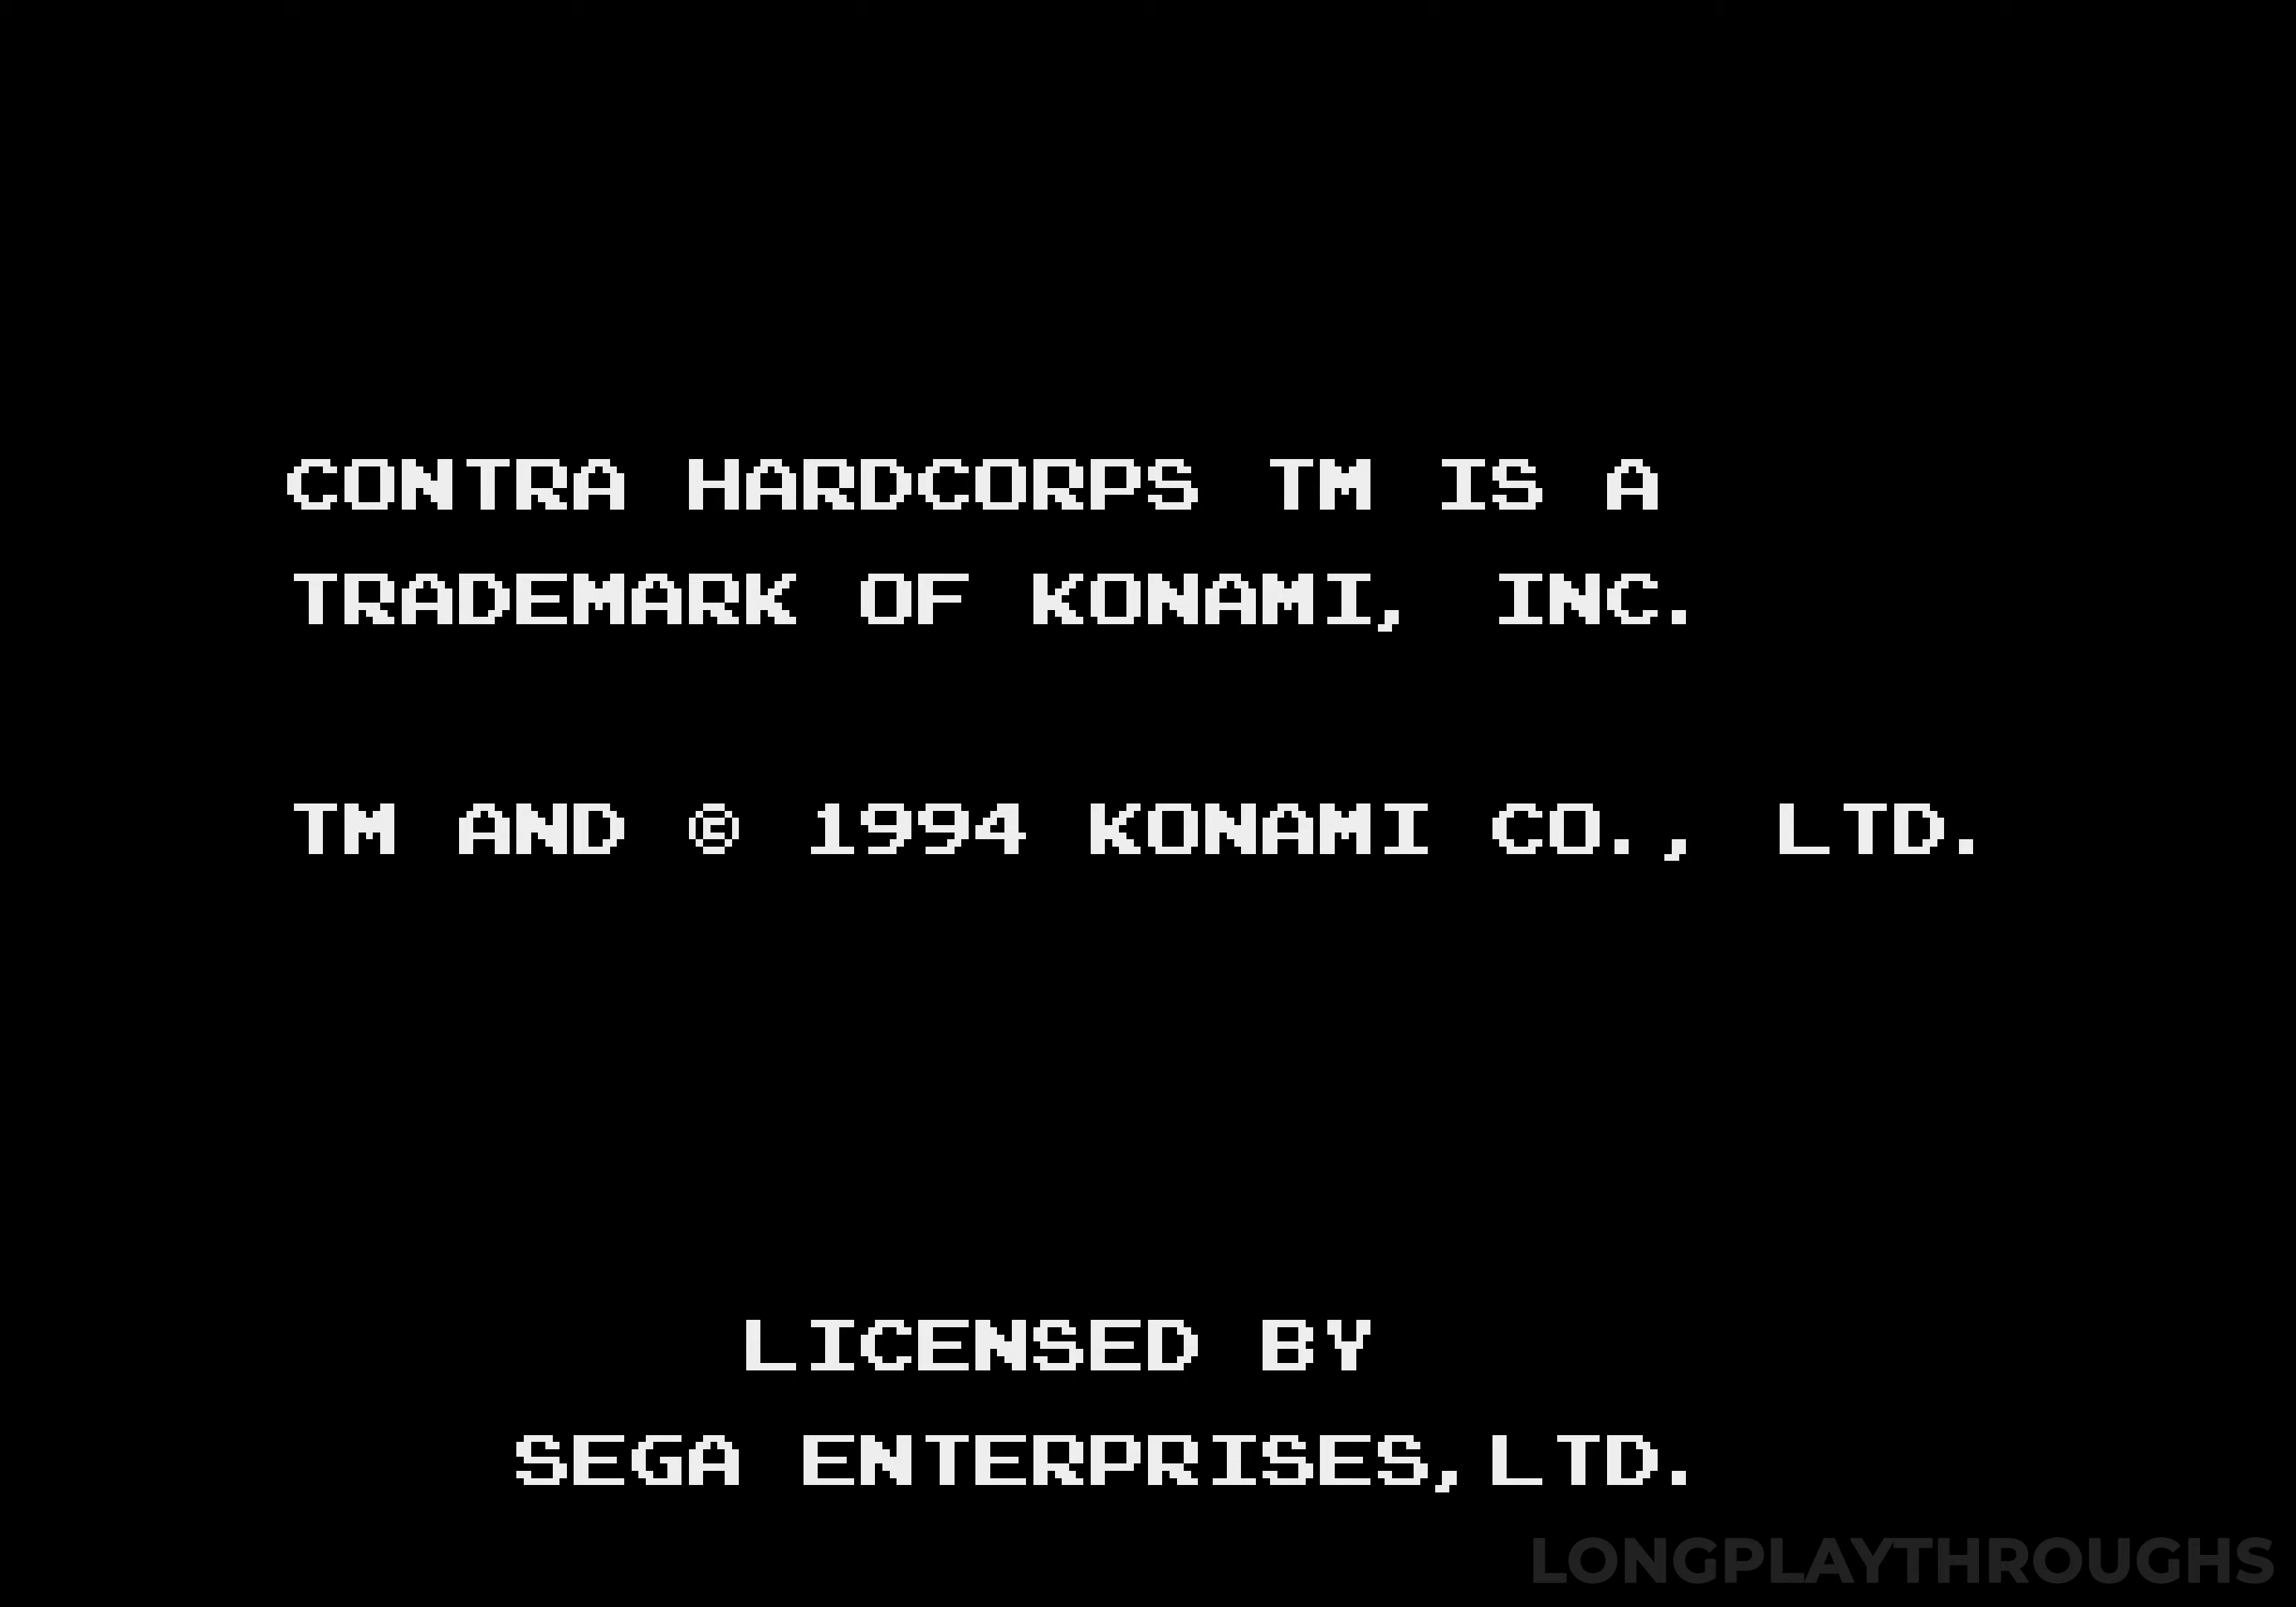 CONTRA HARDCORPS TM IS A
TRADEMARK OF KONAMI, INC.
TM AND © 1994 KONAMI CO., LTD.
LICENSED BY
SEGA ENTERPRISES,LTD.
LONGPLAYTHROUGHS